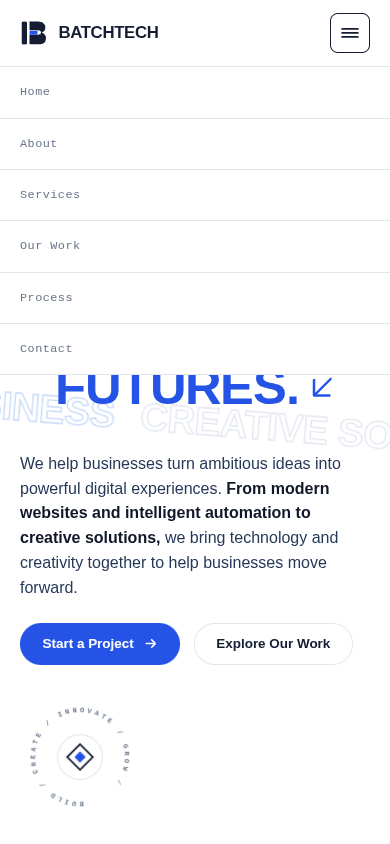 BATCHTECH
Home
About
Services
Our Work
Process
Contact
FUTURES.
CREATIVE
We help businesses turn ambitious ideas into
powerful digital experiences. From modern
websites and intelligent automation to
creative solutions, we bring technology and
creativity together to help businesses move
forward.
Start a Project
Explore Our Work
CREATE / INNOVATE / GROW / BUILD /